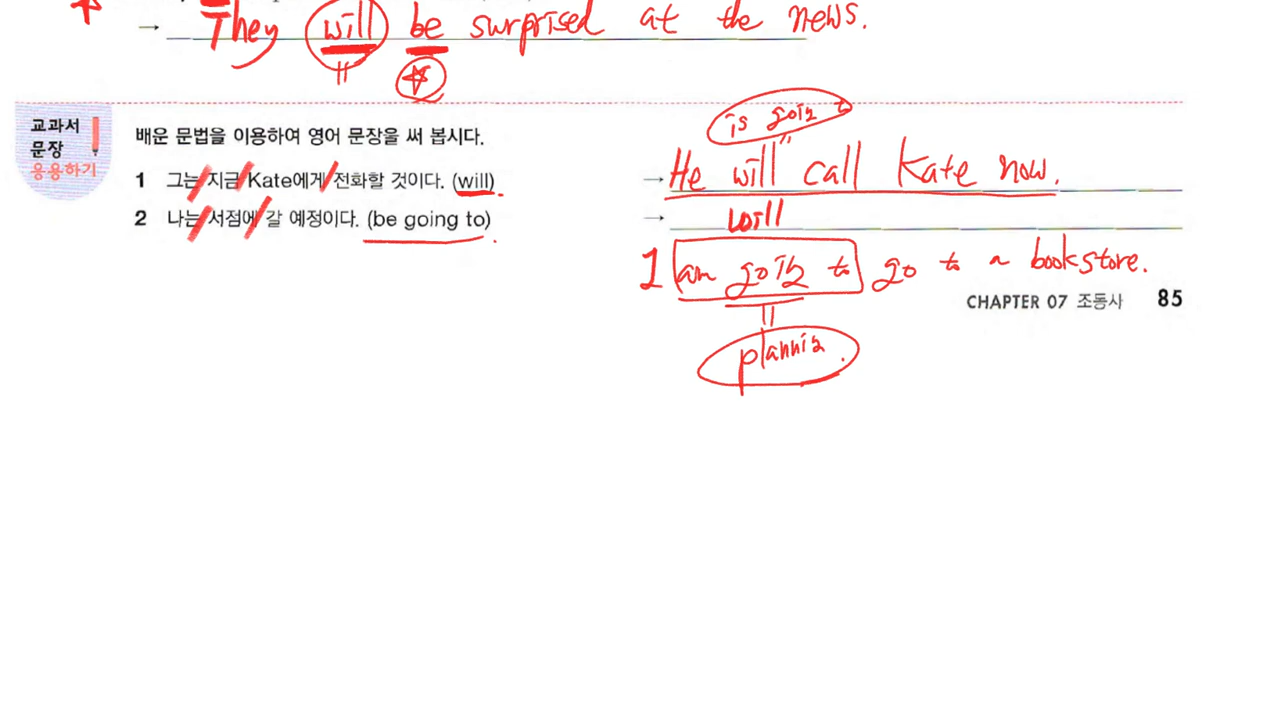 → They will be surprised at the news.
is going to
교과서
문장
응용하기
배운 문법을 이용하여 영어 문장을 써 봅시다.
1 그는 지금 Kate에게 전화할 것이다. (will)
→ He will call Kate now.
2 나는 서점에 갈 예정이다. (be going to)
→ will
I am going to go to a bookstore.
CHAPTER 07 조동사 85
planning